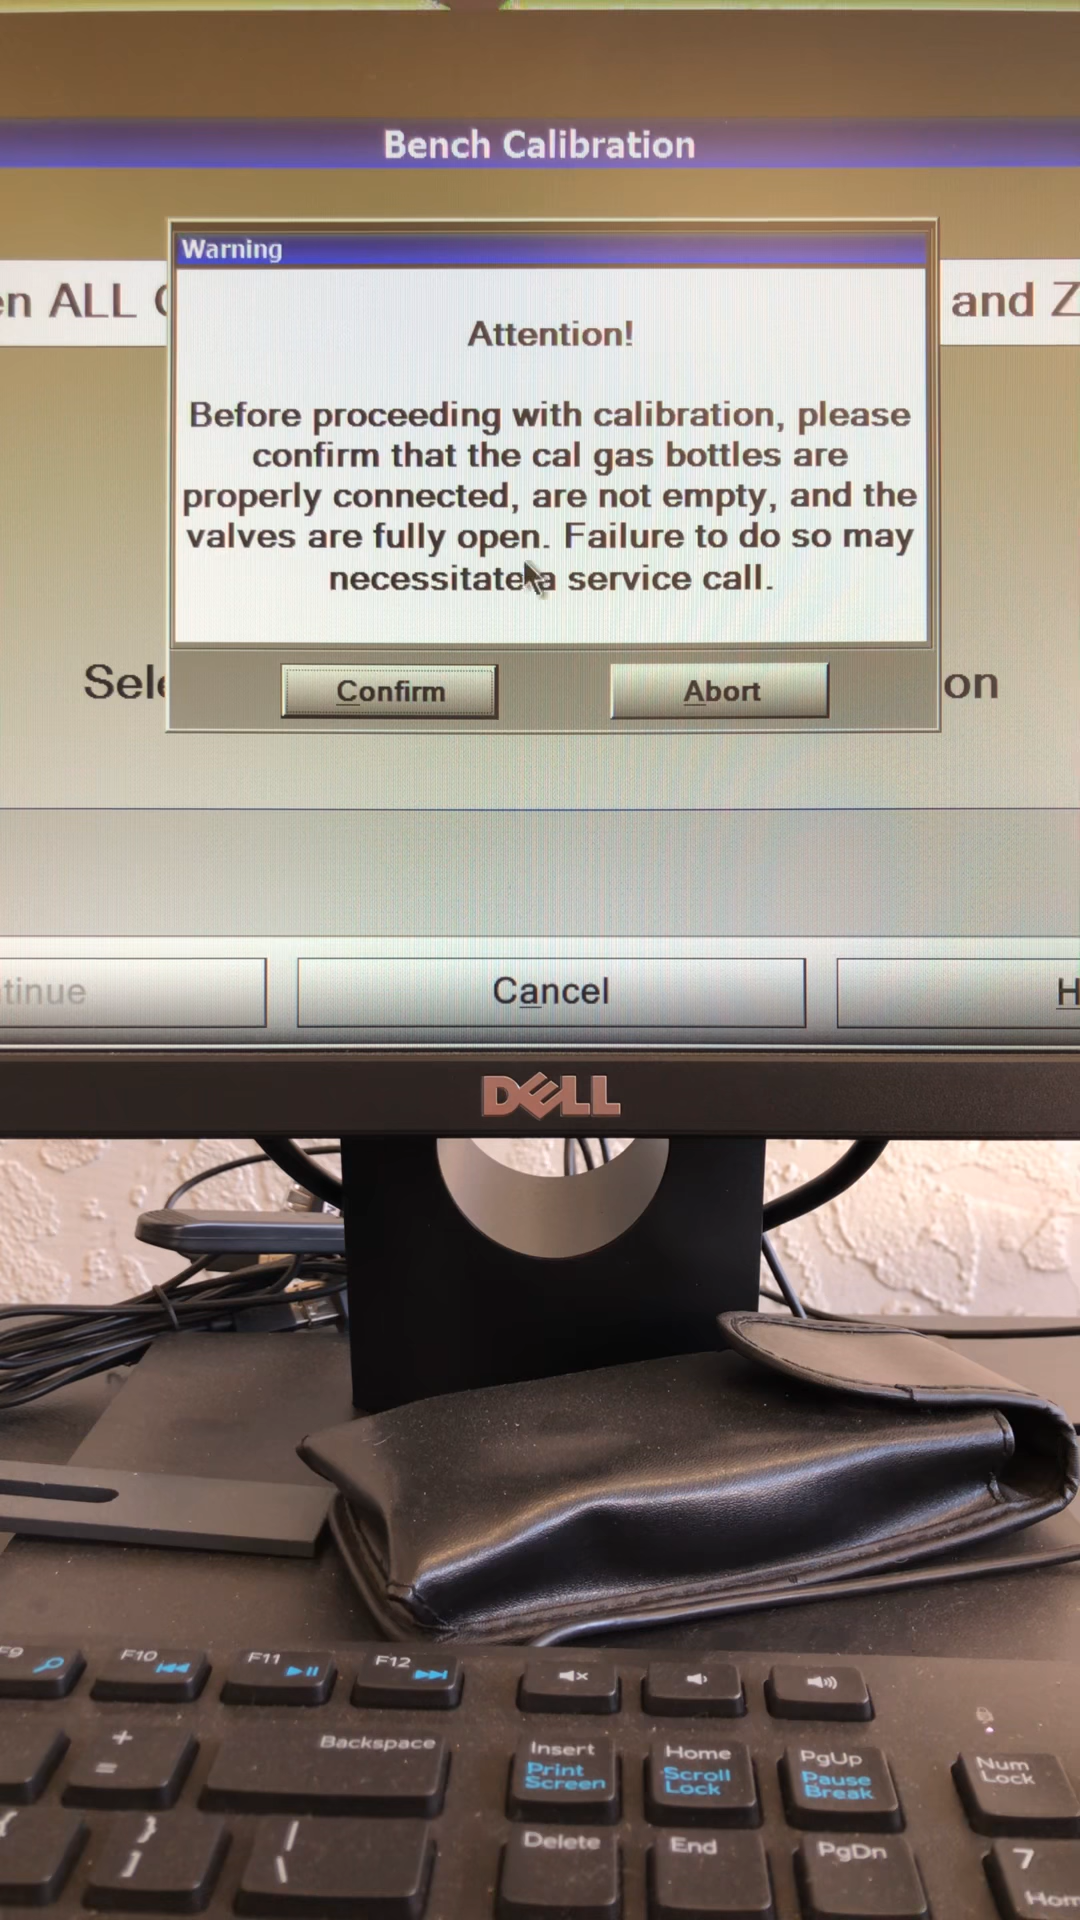 Bench Calibration
Warning
ALL
and Z
Attention!
Before proceeding with calibration, please
confirm that the cal gas bottles are
properly connected, are not empty, and the
valves are fully open. Failure to do so may
necessitate a service call.
Confirm
Abort
Cancel
DELL
F9
F10
F11
F12
+
=
Backspace
Insert
Print
Screen
Home
Scroll
Lock
PgUp
Pause
Break
Num
Lock
{
}
]
|
\
Delete
End
PgDn
7
Hom